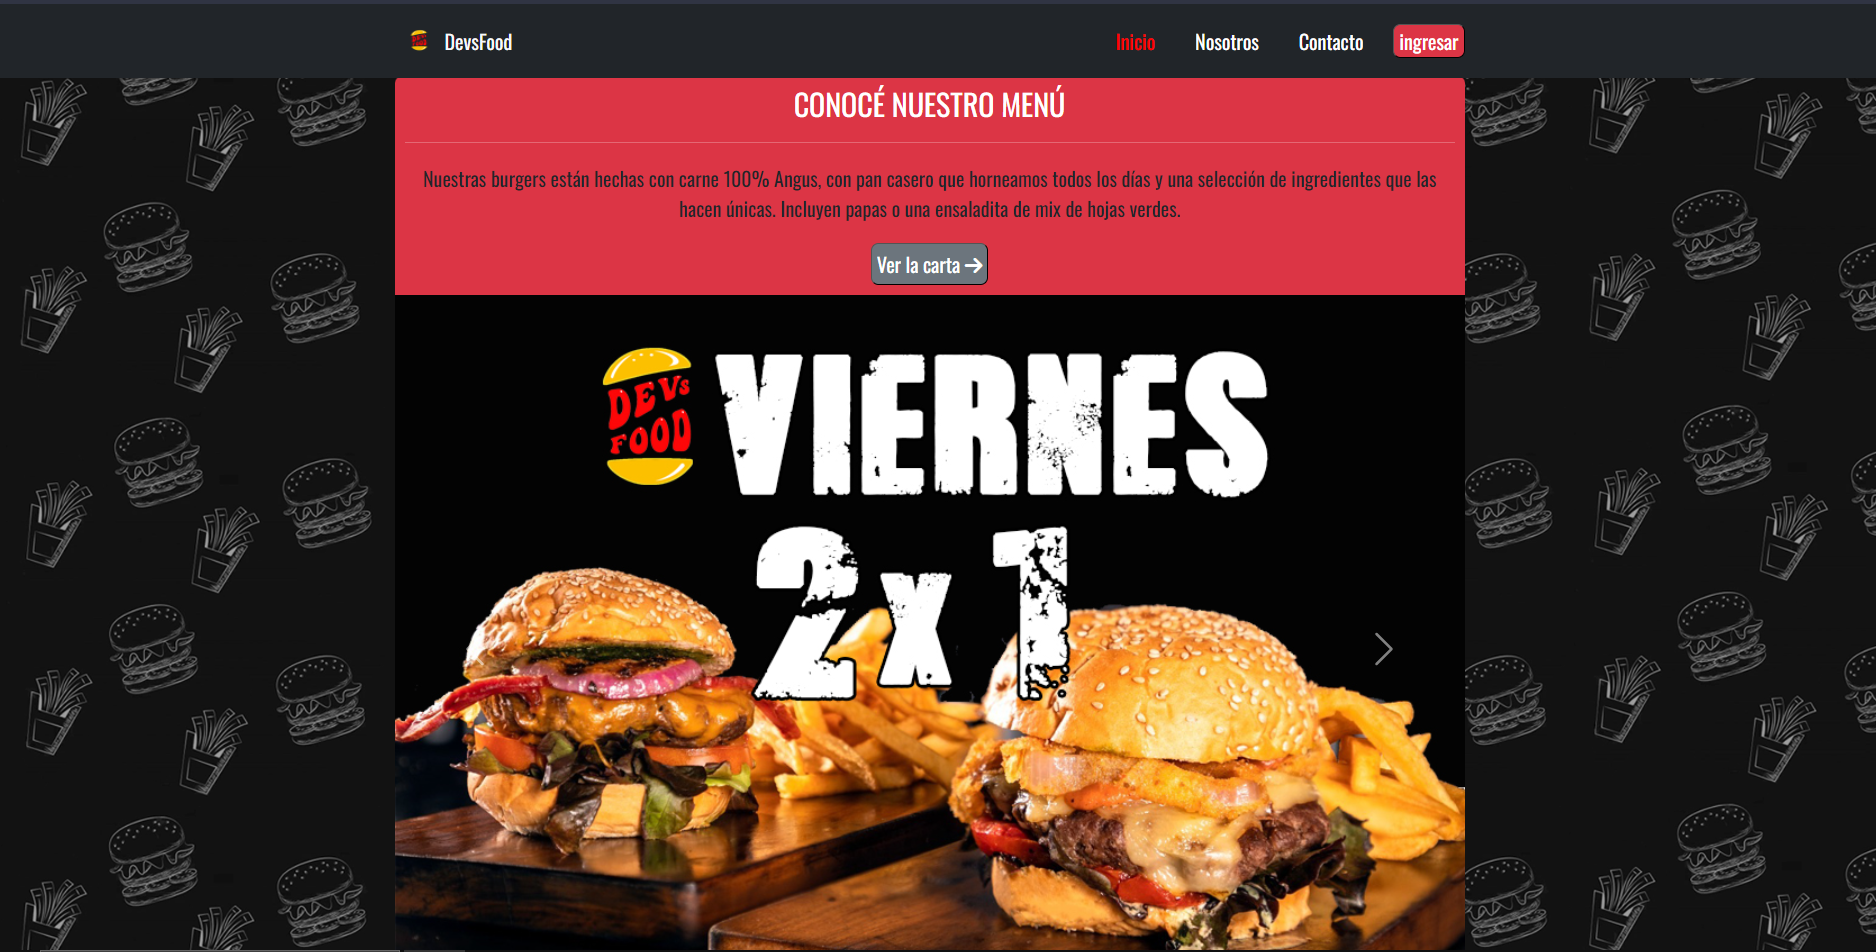 DEVS
FOOD
DevsFood
Inicio
Nosotros
Contacto
ingresar
CONOCÉ NUESTRO MENÚ
Nuestras burgers están hechas con carne 100% Angus, con pan casero que horneamos todos los días y una selección de ingredientes que las
hacen únicas. Incluyen papas o una ensaladita de mix de hojas verdes.
Ver la carta →
DEVs
FOOD
VIERNES
2x1